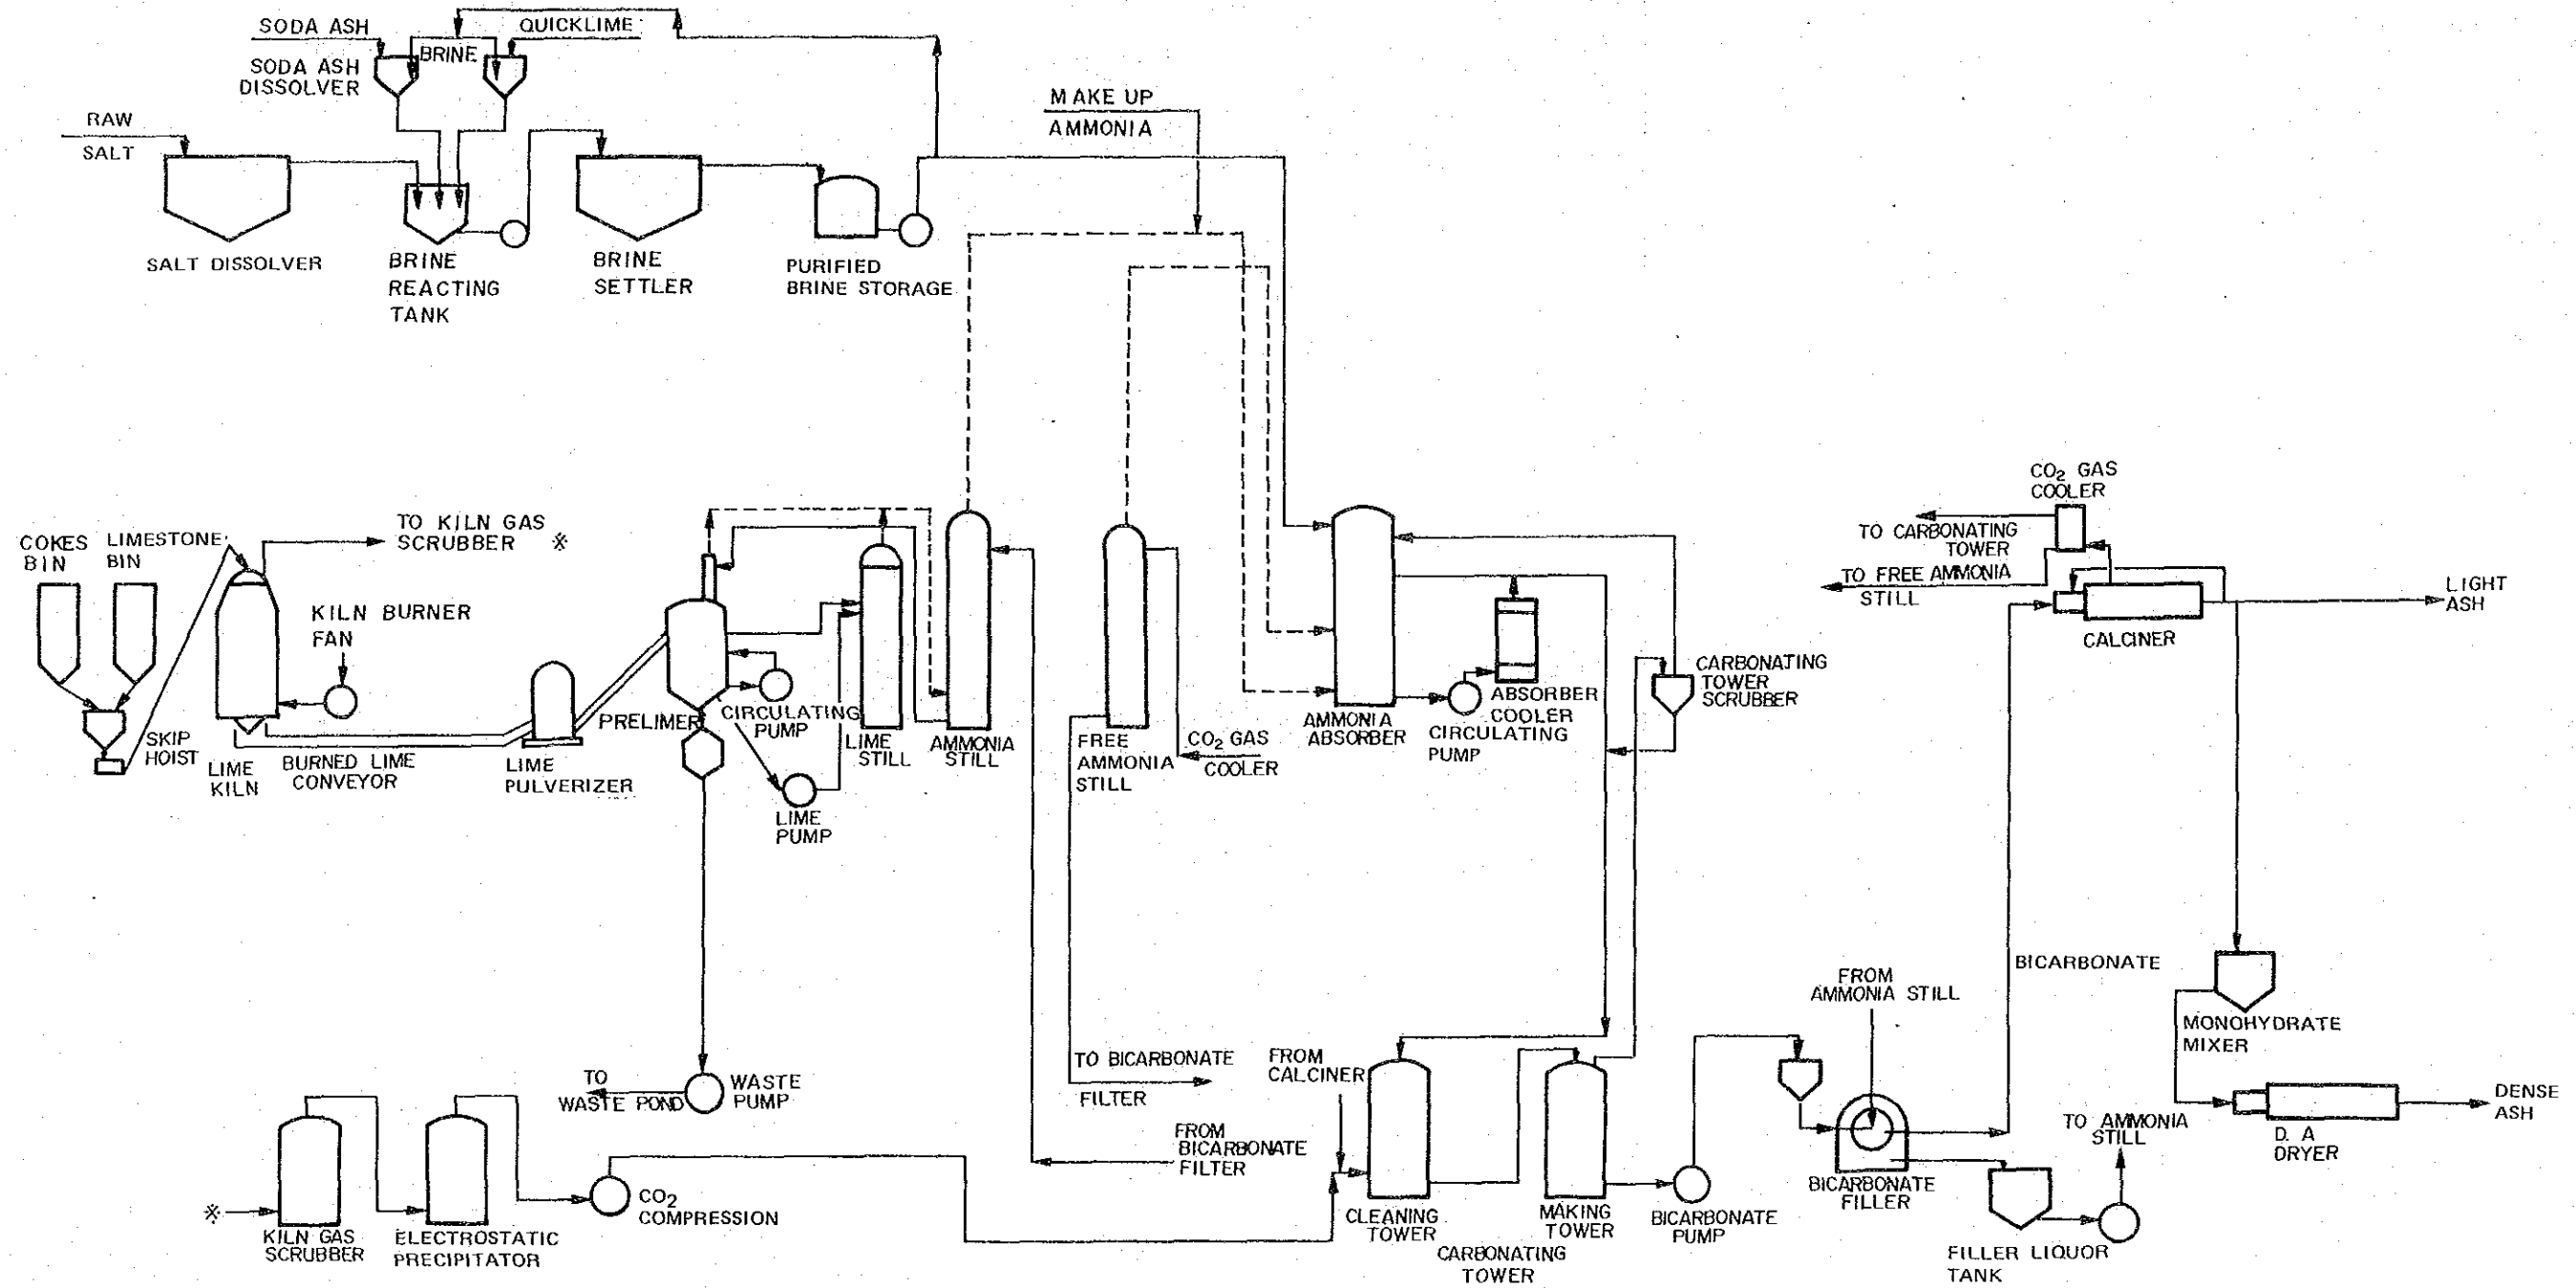 SODA ASH
QUICKLIME
BRINE
SODA ASH
DISSOLVER
RAW
SALT
MAKE UP
AMMONIA
SALT DISSOLVER
BRINE
REACTING
TANK
BRINE
SETTLER
PURIFIED
BRINE STORAGE
COKES
BIN
LIMESTONE
BIN
TO KILN GAS
SCRUBBER ※
KILN BURNER
FAN
SKIP
HOIST
LIME
KILN
BURNED LIME
CONVEYOR
LIME
PULVERIZER
PRELIMER
CIRCULATING
PUMP
LIME
PUMP
LIME
STILL
AMMONIA
STILL
FREE
AMMONIA
STILL
CO₂ GAS
COOLER
AMMONIA
ABSORBER
ABSORBER
COOLER
CIRCULATING
PUMP
CARBONATING
TOWER
SCRUBBER
CO₂ GAS
COOLER
TO CARBONATING
TOWER
TO FREE AMMONIA
STILL
CALCINER
LIGHT
ASH
BICARBONATE
FROM
AMMONIA STILL
MONOHYDRATE
MIXER
DENSE
ASH
D. A
DRYER
TO AMMONIA
STILL
BICARBONATE
FILLER
FILLER LIQUOR
TANK
TO BICARBONATE
FILTER
FROM
CALCINER
FROM
BICARBONATE
FILTER
TO
WASTE POND
WASTE
PUMP
※
KILN GAS
SCRUBBER
ELECTROSTATIC
PRECIPITATOR
CO₂
COMPRESSION
CLEANING
TOWER
MAKING
TOWER
CARBONATING
TOWER
BICARBONATE
PUMP